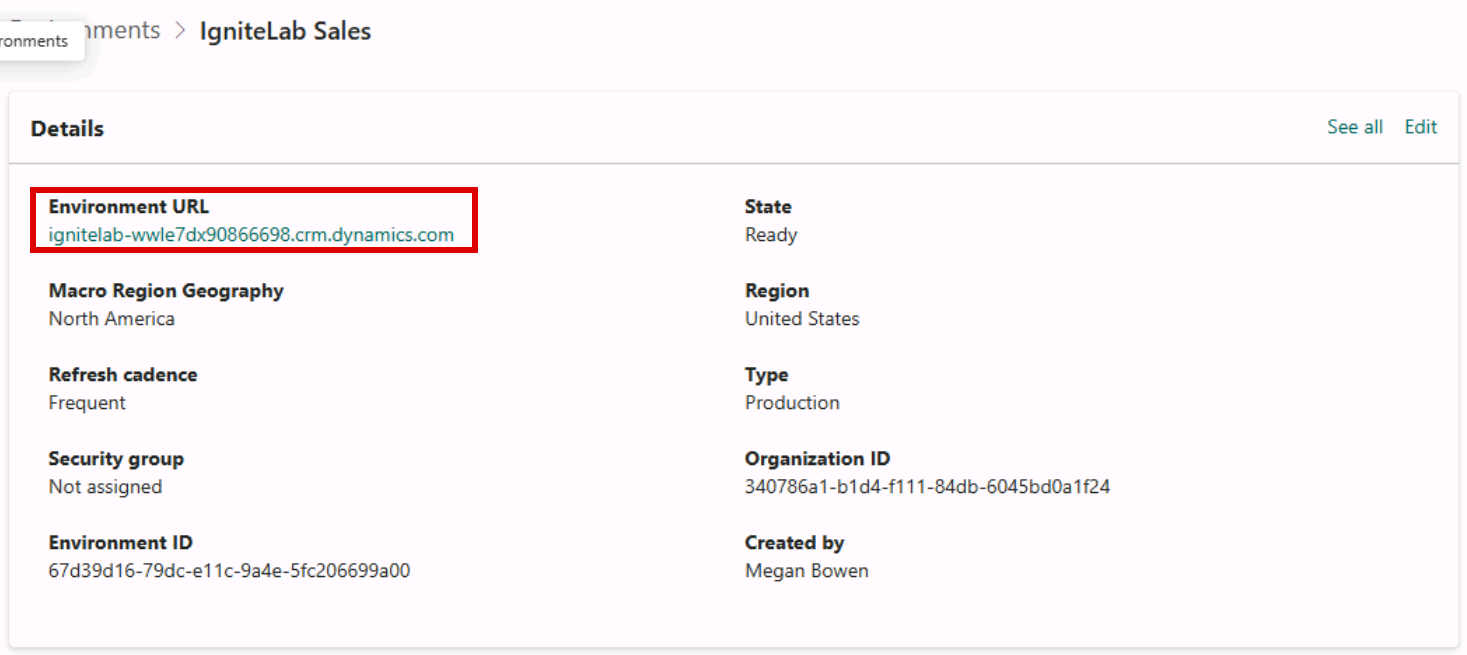 nments > IgniteLab Sales
ronments
Details
See all Edit
Environment URL
ignitelab-wwle7dx90866698.crm.dynamics.com
State
Ready
Macro Region Geography
North America
Region
United States
Refresh cadence
Frequent
Type
Production
Security group
Not assigned
Organization ID
340786a1-b1d4-f111-84db-6045bd0a1f24
Environment ID
67d39d16-79dc-e11c-9a4e-5fc206699a00
Created by
Megan Bowen